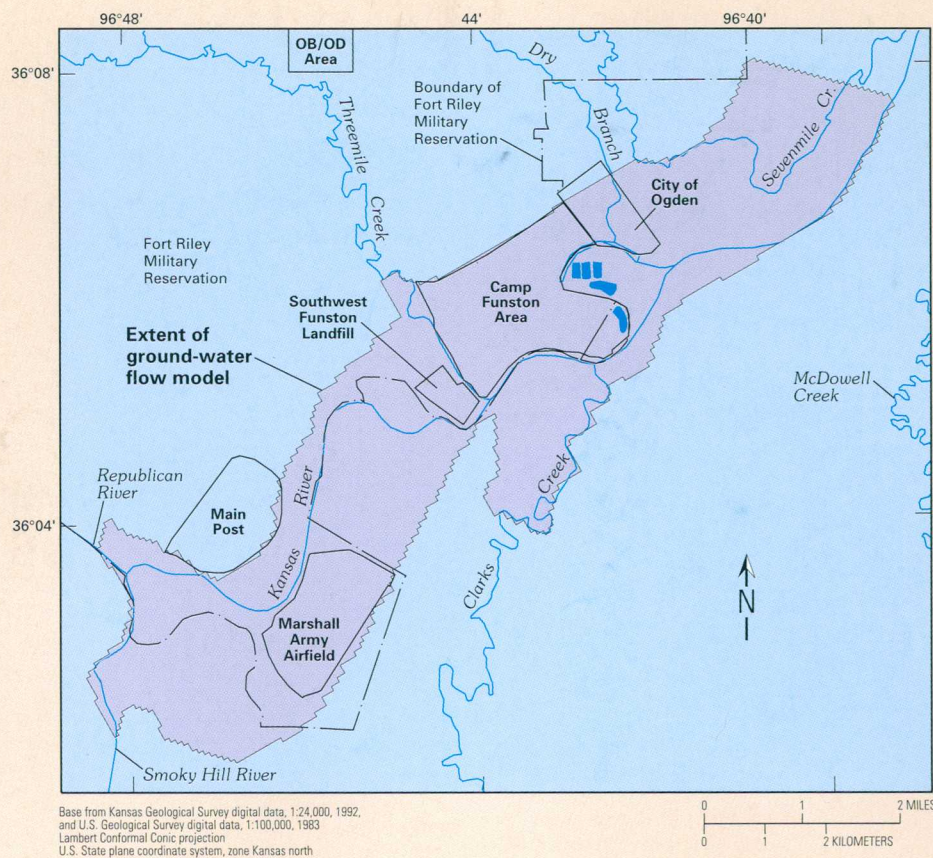 96°48'
44'
96°40'
36°08'
OB/OD
Area
Dry
Branch
Threemile
Creek
Boundary of
Fort Riley
Military
Reservation
Sevenmile Cr.
City of
Ogden
Fort Riley
Military
Reservation
Camp
Funston
Area
Southwest
Funston
Landfill
Extent of
ground-water
flow model
McDowell
Creek
Republican
River
Main
Post
Kansas River
Clarks Creek
36°04'
N
Marshall
Army
Airfield
Smoky Hill River
Base from Kansas Geological Survey digital data, 1:24,000, 1992,
and U.S. Geological Survey digital data, 1:100,000, 1983
Lambert Conformal Conic projection
U.S. State plane coordinate system, zone Kansas north
0 1 2 MILES
0 1 2 KILOMETERS